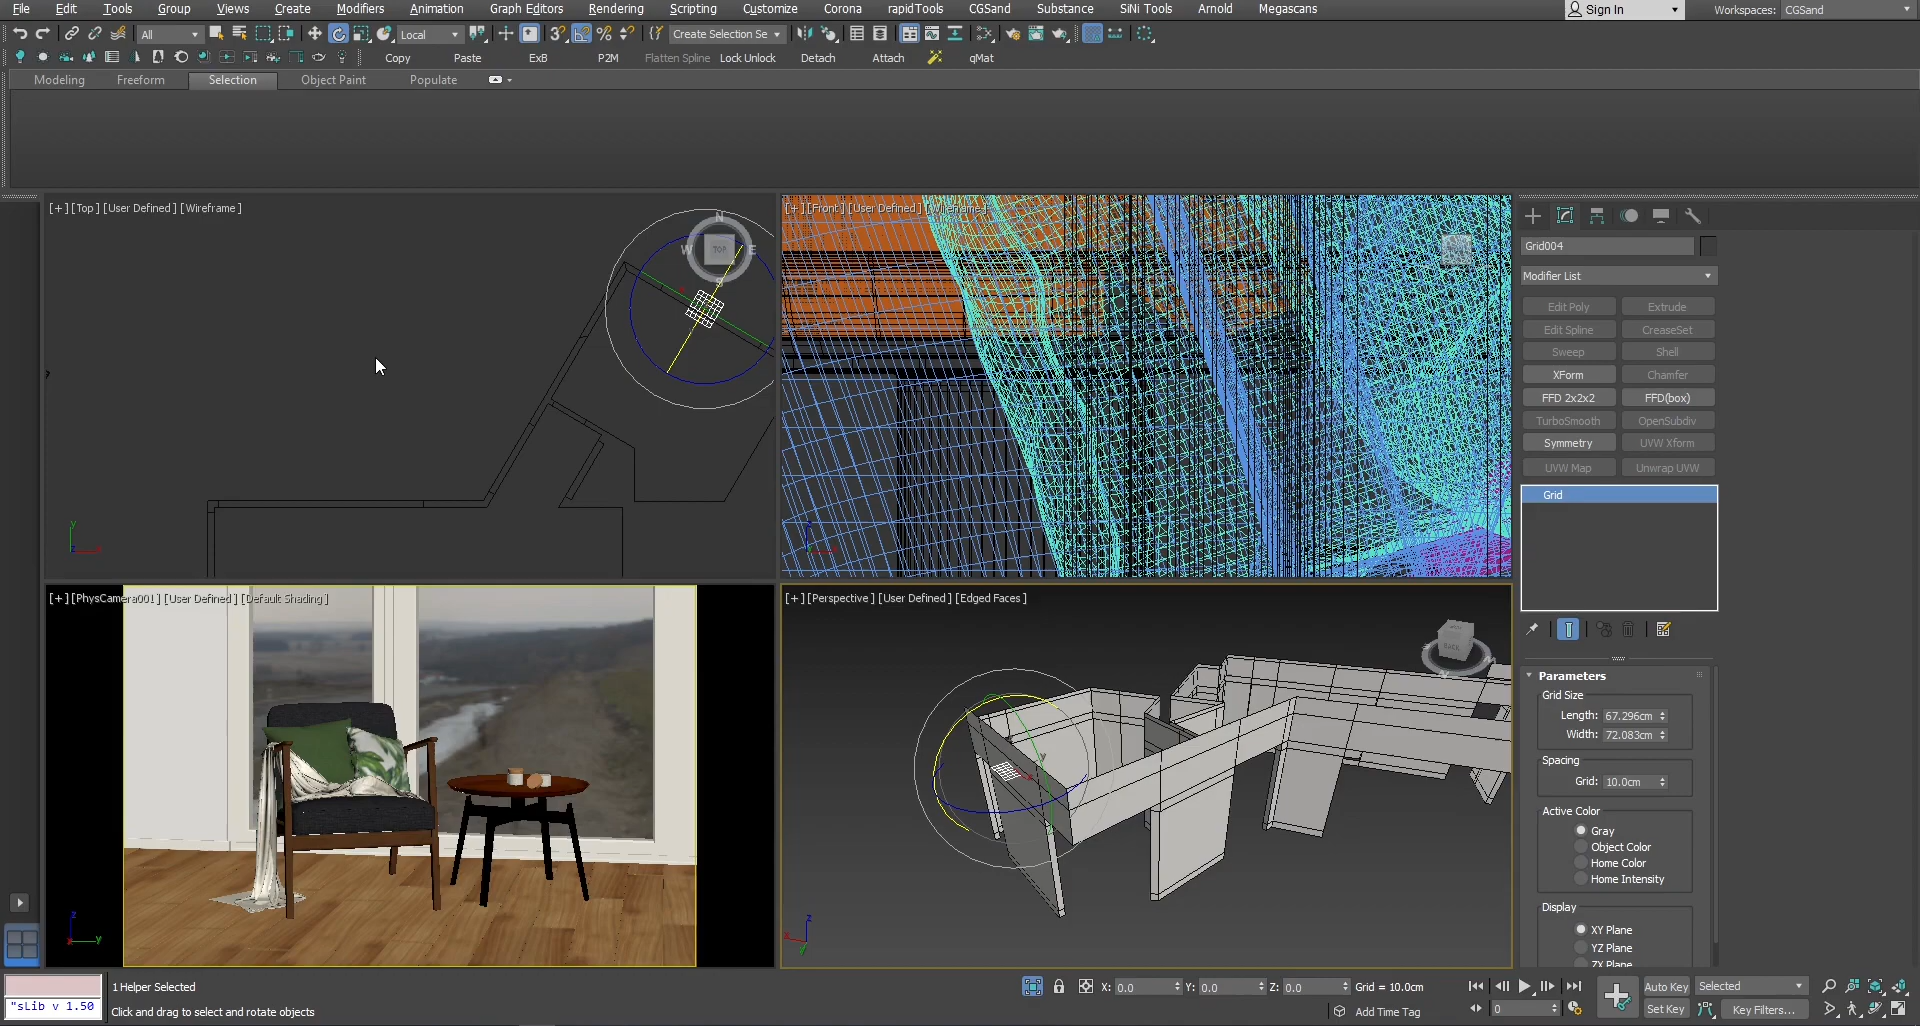 File Edit Tools Group Views Create Modifiers Animation Graph Editors Rendering Scripting Customize Corona rapidTools CGSand Substance SiNi Tools Arnold Megascans Sign In Workspaces: CGSand
All Local Create Selection Se
Copy Paste ExB P2M Flatten Spline Lock Unlock Detach Attach qMat
Modeling Freeform Selection Object Paint Populate
[+] [Top ] [User Defined ] [Wireframe ]
N
W TOP E
[+] [Front ] [User Defined ] [Wireframe ]
Grid004
Modifier List
Edit Poly Extrude
Edit Spline CreaseSet
Sweep Shell
XForm Chamfer
FFD 2x2x2 FFD(box)
TurboSmooth OpenSubdiv
Symmetry UVW Xform
UVW Map Unwrap UVW
Grid
[+] [PhysCamera001 ] [User Defined ] [Default Shading ]
[+] [Perspective ] [User Defined ] [Edged Faces ]
BACK
Parameters
Grid Size
Length: 67.296cm
Width: 72.083cm
Spacing
Grid: 10.0cm
Active Color
Gray
Object Color
Home Color
Home Intensity
Display
XY Plane
YZ Plane
ZX Plane
"sLib v 1.50
1 Helper Selected
Click and drag to select and rotate objects
X: 0.0 Y: 0.0 Z: 0.0 Grid = 10.0cm
Add Time Tag
0
Auto Key Selected
Set Key Key Filters...